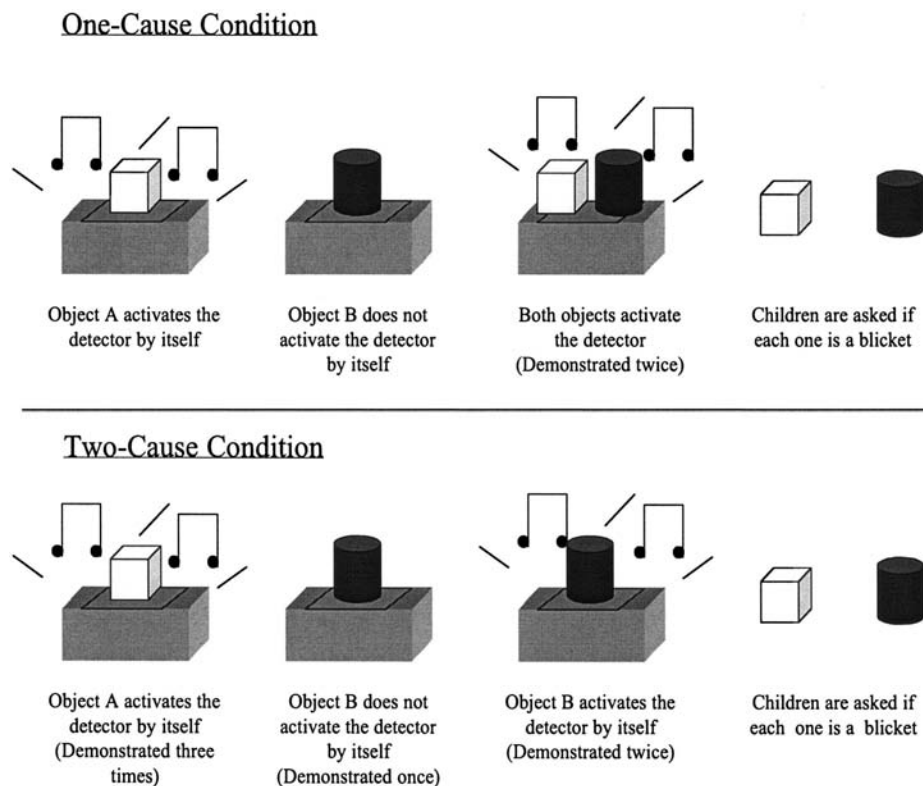 One-Cause Condition
Object A activates the
detector by itself
Object B does not
activate the detector
by itself
Both objects activate
the detector
(Demonstrated twice)
Children are asked if
each one is a blicket
Two-Cause Condition
Object A activates the
detector by itself
(Demonstrated three
times)
Object B does not
activate the detector
by itself
(Demonstrated once)
Object B activates the
detector by itself
(Demonstrated twice)
Children are asked if
each one is a blicket